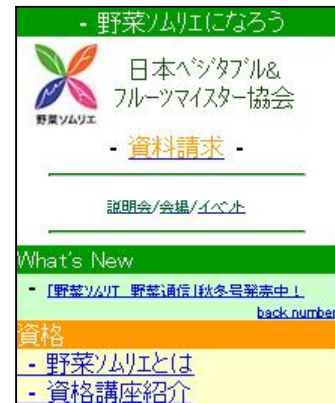 - 野菜ソムリエになろう
日本ベジタブル&
フルーツマイスター協会
野菜ソムリエ
- 資料請求 -
説明会/会場/イベント
What's New
- 「野菜ソムリエ 野菜通信」秋冬号発売中!
back number
資格
- 野菜ソムリエとは
- 資格講座紹介